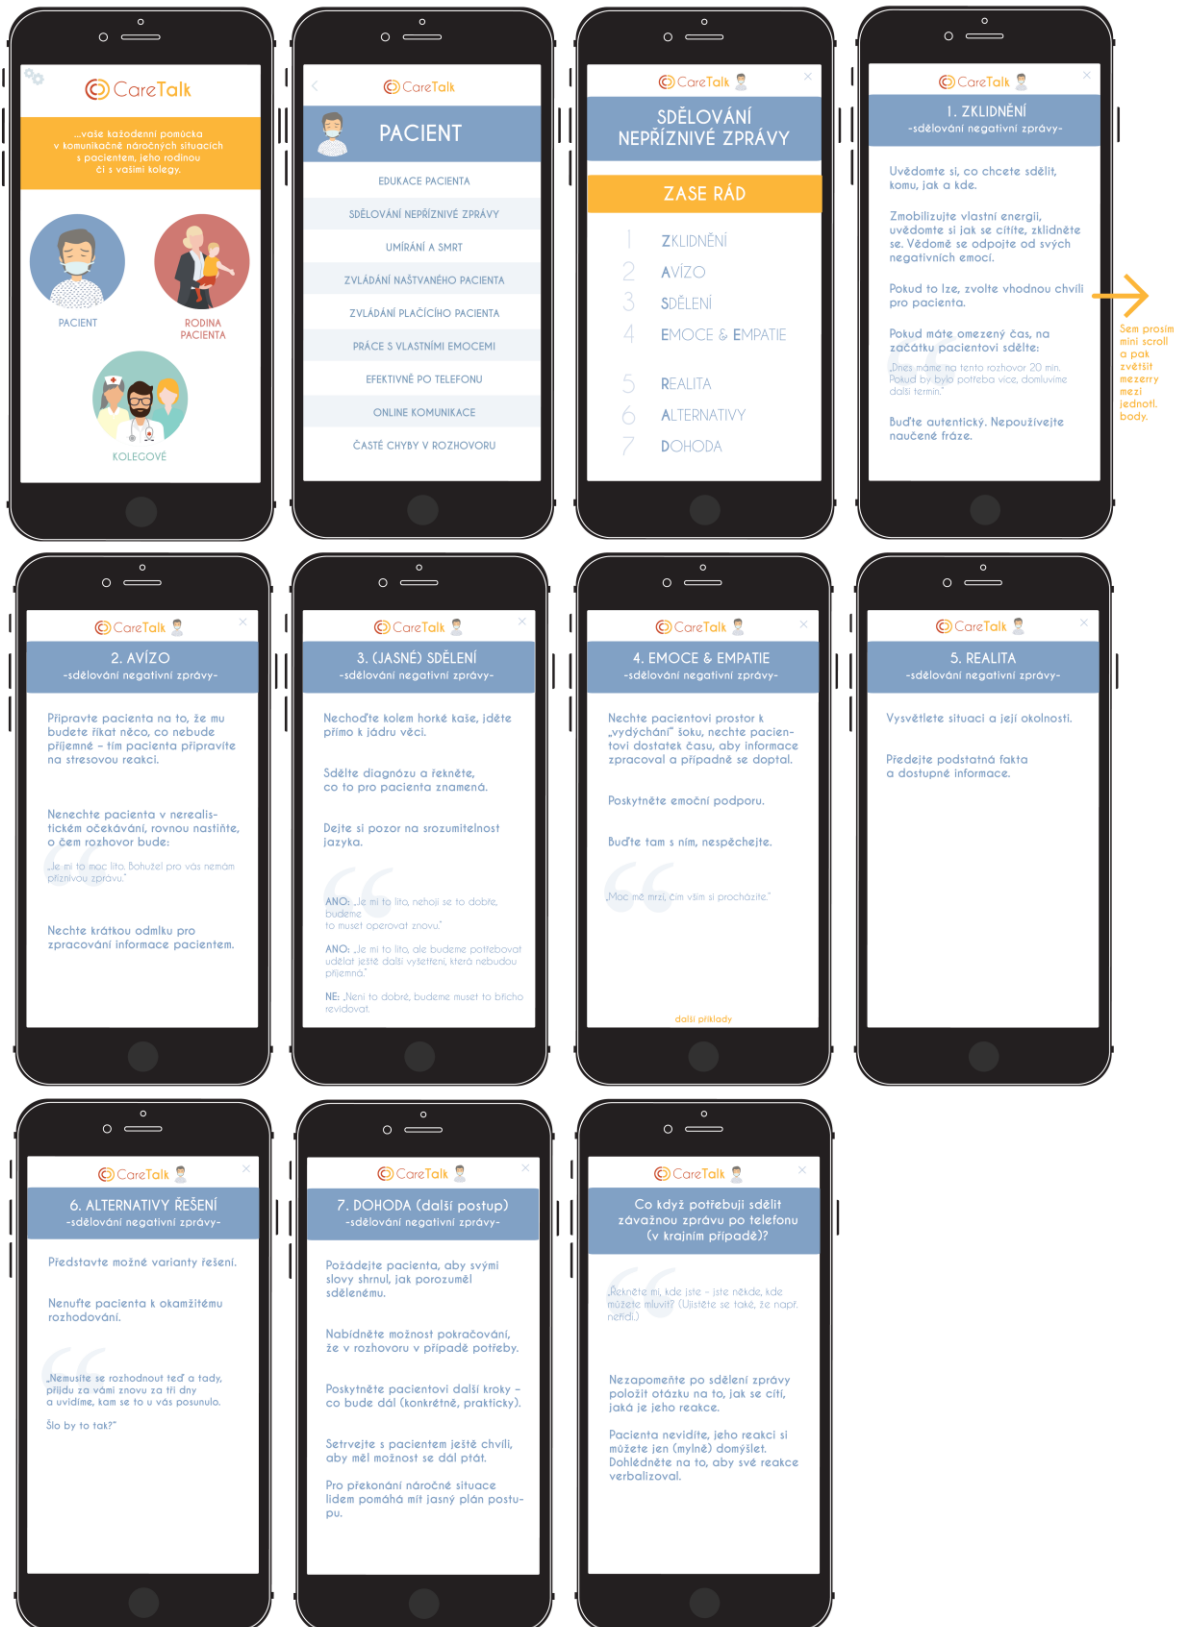 CareTalk
...vaše každodenní pomůcka
v komunikačně náročných situacích
s pacientem, jeho rodinou
či s vašimi kolegy.
PACIENT
RODINA
PACIENTA
KOLEGOVÉ
CareTalk
PACIENT
EDUKACE PACIENTA
SDĚLOVÁNÍ NEPŘÍZNIVÉ ZPRÁVY
UMÍRÁNÍ A SMRT
ZVLÁDÁNÍ NAŠTVANÉHO PACIENTA
ZVLÁDÁNÍ PLAČÍCÍHO PACIENTA
PRÁCE S VLASTNÍMI EMOCEMI
EFEKTIVNĚ PO TELEFONU
ONLINE KOMUNIKACE
ČASTÉ CHYBY V ROZHOVORU
CareTalk
SDĚLOVÁNÍ
NEPŘÍZNIVÉ ZPRÁVY
ZASE RÁD
1 ZKLIDNĚNÍ
2 AVÍZO
3 SDĚLENÍ
4 EMOCE & EMPATIE
5 REALITA
6 ALTERNATIVY
7 DOHODA
CareTalk
1. ZKLIDNĚNÍ
-sdělování negativní zprávy-
Uvědomte si, co chcete sdělit,
komu, jak a kde.
Zmobilizujte vlastní energii,
uvědomte si jak se cítíte, zklidněte
se. Vědomě se odpojte od svých
negativních emocí.
Pokud to lze, zvolte vhodnou chvíli
pro pacienta.
Pokud máte omezený čas, na
začátku pacientovi sdělte:
„Dnes máme na tento rozhovor 20 min.
Pokud by bylo potřeba více, domluvíme
další termín."
Buďte autentický. Nepoužívejte
naučené fráze.
Sem prosím
mini scroll
a pak
zvětšit
mezerry
mezi
jednotl.
body.
CareTalk
2. AVÍZO
-sdělování negativní zprávy-
Připravte pacienta na to, že mu
budete říkat něco, co nebude
příjemné – tím pacienta připravíte
na stresovou reakci.
Nenechte pacienta v nerealis-
tickém očekávání, rovnou nastiňte,
o čem rozhovor bude:
„Je mi to moc líto. Bohužel pro vás nemám
příznivou zprávu."
Nechte krátkou odmlku pro
zpracování informace pacientem.
CareTalk
3. (JASNÉ) SDĚLENÍ
-sdělování negativní zprávy-
Nechoďte kolem horké kaše, jděte
přímo k jádru věci.
Sdělte diagnózu a řekněte,
co to pro pacienta znamená.
Dejte si pozor na srozumitelnost
jazyka.
ANO: „Je mi to líto, nehojí se to dobře,
budeme
to muset operovat znovu."
ANO: „Je mi to líto, ale budeme potřebovat
udělat ještě další vyšetření, která nebudou
příjemná."
NE: „Není to dobré, budeme muset to břicho
revidovat.
CareTalk
4. EMOCE & EMPATIE
-sdělování negativní zprávy-
Nechte pacientovi prostor k
„vydýchání" šoku, nechte pacien-
tovi dostatek času, aby informace
zpracoval a případně se doptal.
Poskytněte emoční podporu.
Buďte tam s ním, nespěchejte.
„Moc mě mrzí, čím vším si procházíte."
další příklady
CareTalk
5. REALITA
-sdělování negativní zprávy-
Vysvětlete situaci a její okolnosti.
Předejte podstatná fakta
a dostupné informace.
CareTalk
6. ALTERNATIVY ŘEŠENÍ
-sdělování negativní zprávy-
Představte možné varianty řešení.
Nenuťte pacienta k okamžitému
rozhodování.
„Nemusíte se rozhodnout teď a tady,
přijdu za vámi znovu za tři dny
a uvidíme, kam se to u vás posunulo.
Šlo by to tak?"
CareTalk
7. DOHODA (další postup)
-sdělování negativní zprávy-
Požádejte pacienta, aby svými
slovy shrnul, jak porozuměl
sdělenému.
Nabídněte možnost pokračování,
že v rozhovoru v případě potřeby.
Poskytněte pacientovi další kroky –
co bude dál (konkrétně, prakticky).
Setrvejte s pacientem ještě chvíli,
aby měl možnost se dál ptát.
Pro překonání náročné situace
lidem pomáhá mít jasný plán postu-
pu.
CareTalk
Co když potřebuji sdělit
závažnou zprávu po telefonu
(v krajním případě)?
„Řekněte mi, kde jste – jste někde, kde
můžete mluvit? (Ujistěte se také, že např.
neřídí.)
Nezapomeňte po sdělení zprávy
položit otázku na to, jak se cítí,
jaká je jeho reakce.
Pacienta nevidíte, jeho reakci si
můžete jen (mylně) domýšlet.
Dohlédněte na to, aby své reakce
verbalizoval.